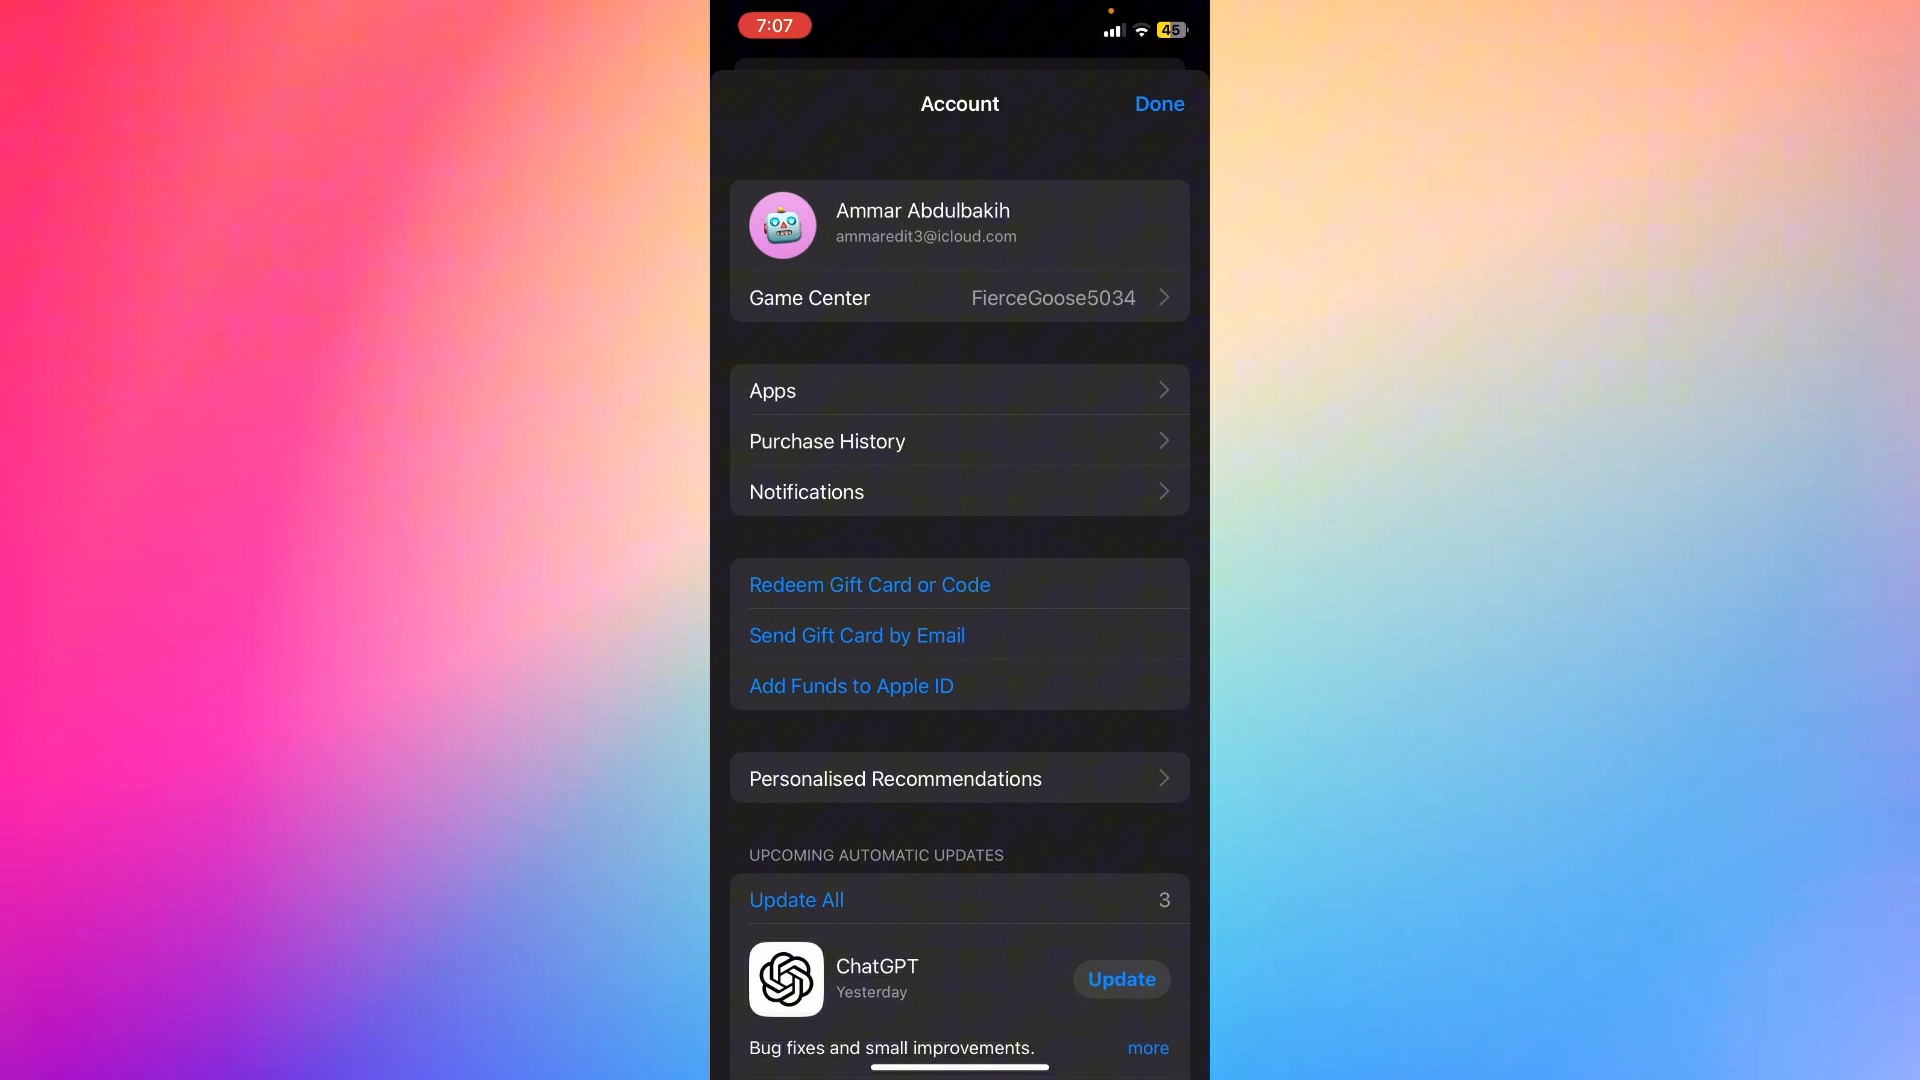 7:07
45
Account
Done
Ammar Abdulbakih
ammaredit3@icloud.com
Game Center
FierceGoose5034
Apps
Purchase History
Notifications
Redeem Gift Card or Code
Send Gift Card by Email
Add Funds to Apple ID
Personalised Recommendations
UPCOMING AUTOMATIC UPDATES
Update All
3
ChatGPT
Yesterday
Update
Bug fixes and small improvements.
more